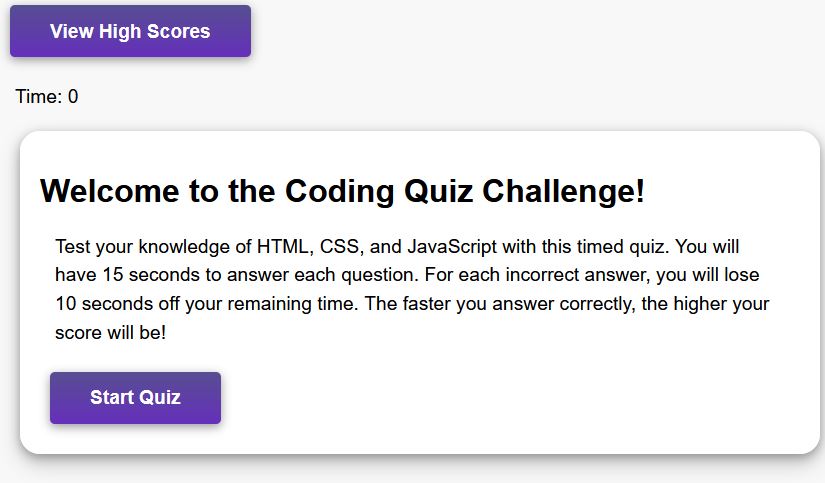 View High Scores
Time: 0
Welcome to the Coding Quiz Challenge!
Test your knowledge of HTML, CSS, and JavaScript with this timed quiz. You will
have 15 seconds to answer each question. For each incorrect answer, you will lose
10 seconds off your remaining time. The faster you answer correctly, the higher your
score will be!
Start Quiz